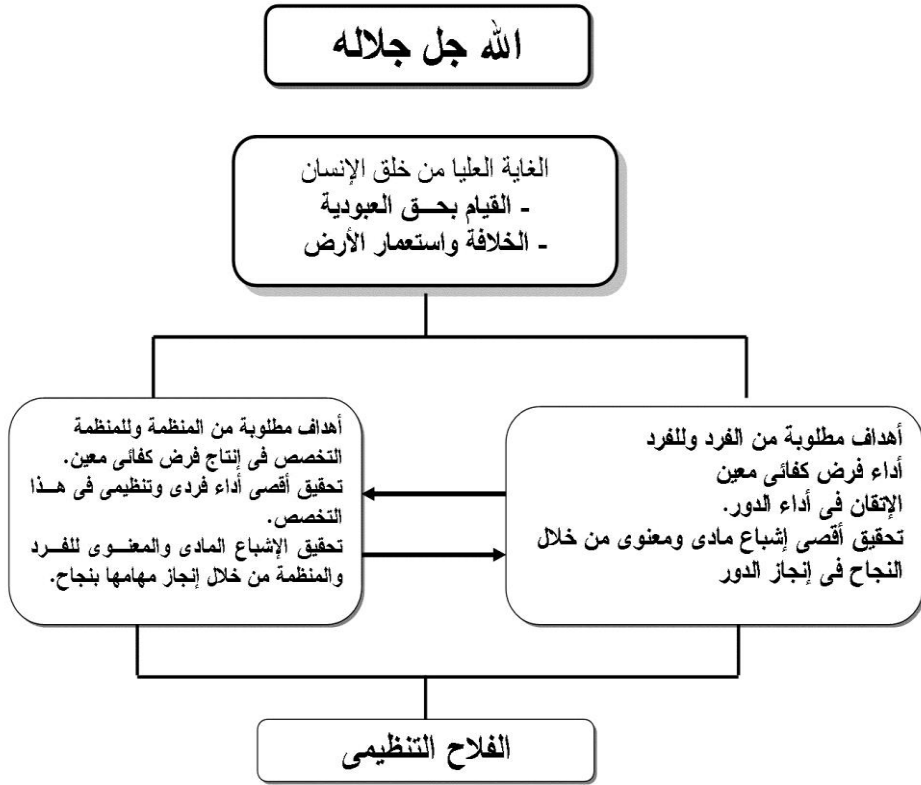 الله جل جلاله
الغاية العليا من خلق الإنسان
- القيام بحـــق العبودية
- الخلافة واستعمار الأرض
أهداف مطلوبة من الفرد وللفرد
أداء فرض كفائى معين
الإتقان فى أداء الدور.
تحقيق أقصى إشباع مادى ومعنوى من خلال
النجاح فى إنجاز الدور
أهداف مطلوبة من المنظمة وللمنظمة
التخصص فى إنتاج فرض كفائى معين.
تحقيق أقصى أداء فردى وتنظيمى فى هـــذا
التخصص.
تحقيق الإشباع المادى والمعنـــوى للفـــرد
والمنظمة من خلال إنجاز مهامها بنجاح.
الفلاح التنظيمى